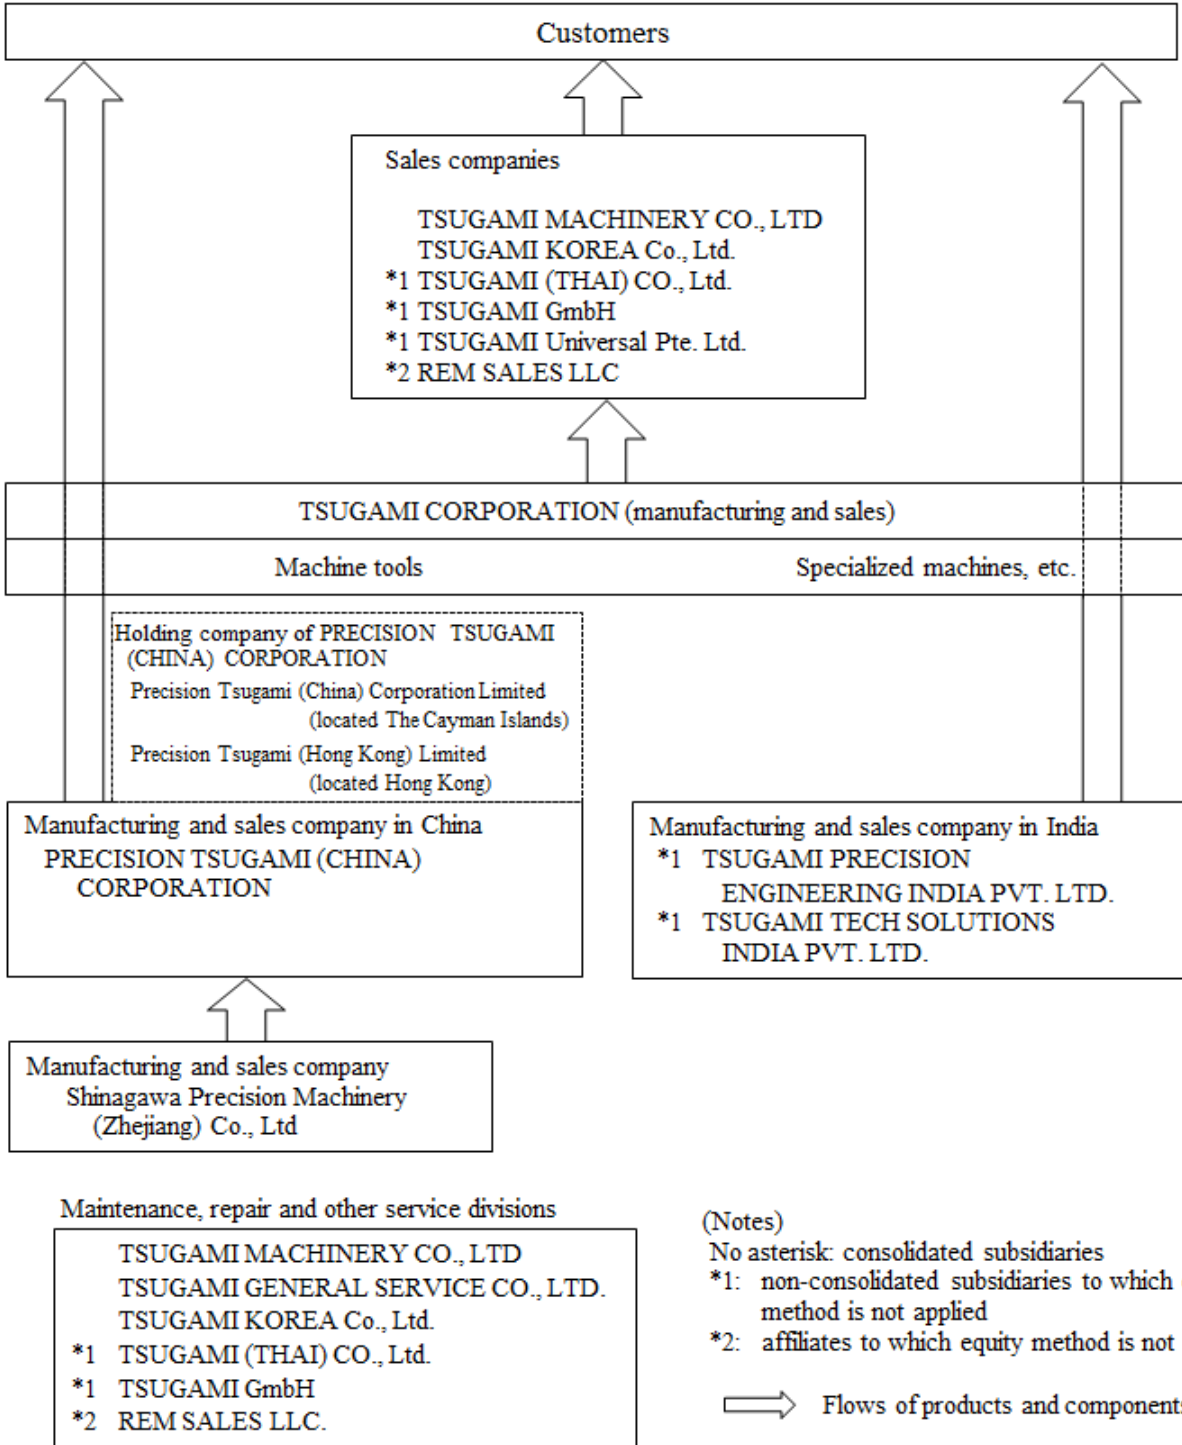 Customers
Sales companies
TSUGAMI MACHINERY CO., LTD
TSUGAMI KOREA Co., Ltd.
*1 TSUGAMI (THAI) CO., Ltd.
*1 TSUGAMI GmbH
*1 TSUGAMI Universal Pte. Ltd.
*2 REM SALES LLC
TSUGAMI CORPORATION (manufacturing and sales)
Machine tools
Specialized machines, etc.
Holding company of PRECISION TSUGAMI
(CHINA) CORPORATION
Precision Tsugami (China) Corporation Limited
(located The Cayman Islands)
Precision Tsugami (Hong Kong) Limited
(located Hong Kong)
Manufacturing and sales company in China
PRECISION TSUGAMI (CHINA)
CORPORATION
Manufacturing and sales company in India
*1 TSUGAMI PRECISION
ENGINEERING INDIA PVT. LTD.
*1 TSUGAMI TECH SOLUTIONS
INDIA PVT. LTD.
Manufacturing and sales company
Shinagawa Precision Machinery
(Zhejiang) Co., Ltd
Maintenance, repair and other service divisions
TSUGAMI MACHINERY CO., LTD
TSUGAMI GENERAL SERVICE CO., LTD.
TSUGAMI KOREA Co., Ltd.
*1 TSUGAMI (THAI) CO., Ltd.
*1 TSUGAMI GmbH
*2 REM SALES LLC.
(Notes)
No asterisk: consolidated subsidiaries
*1: non-consolidated subsidiaries to which
method is not applied
*2: affiliates to which equity method is not
Flows of products and components